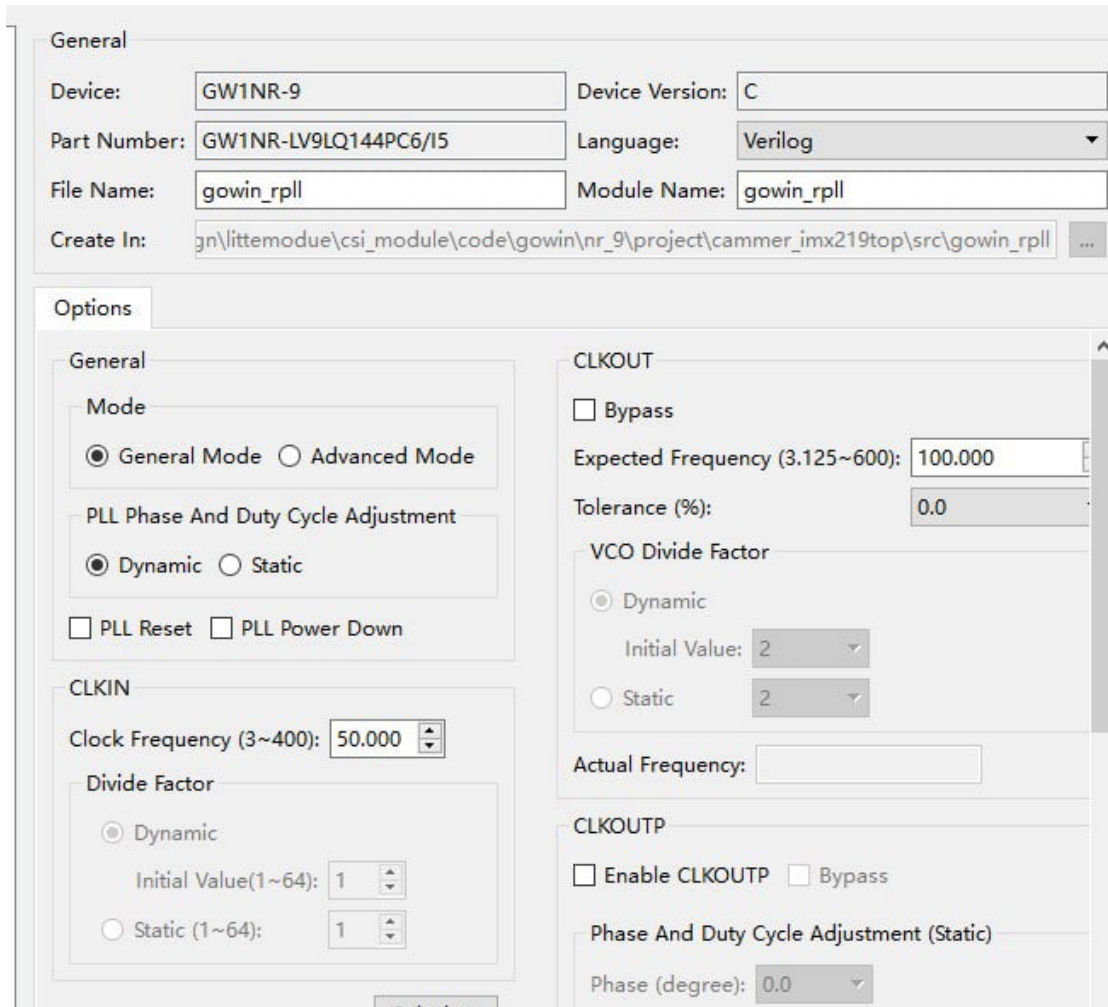 General
Device: GW1NR-9 Device Version: C
Part Number: GW1NR-LV9LQ144PC6/I5 Language: Verilog
File Name: gowin_rpll Module Name: gowin_rpll
Create In: gn\littemodue\csi_module\code\gowin\nr_9\project\cammer_imx219top\src\gowin_rpll ...
Options
General
Mode
General Mode Advanced Mode
PLL Phase And Duty Cycle Adjustment
Dynamic Static
PLL Reset PLL Power Down
CLKIN
Clock Frequency (3~400): 50.000
Divide Factor
Dynamic
Initial Value(1~64): 1
Static (1~64): 1
CLKOUT
Bypass
Expected Frequency (3.125~600): 100.000
Tolerance (%): 0.0
VCO Divide Factor
Dynamic
Initial Value: 2
Static 2
Actual Frequency:
CLKOUTP
Enable CLKOUTP Bypass
Phase And Duty Cycle Adjustment (Static)
Phase (degree): 0.0